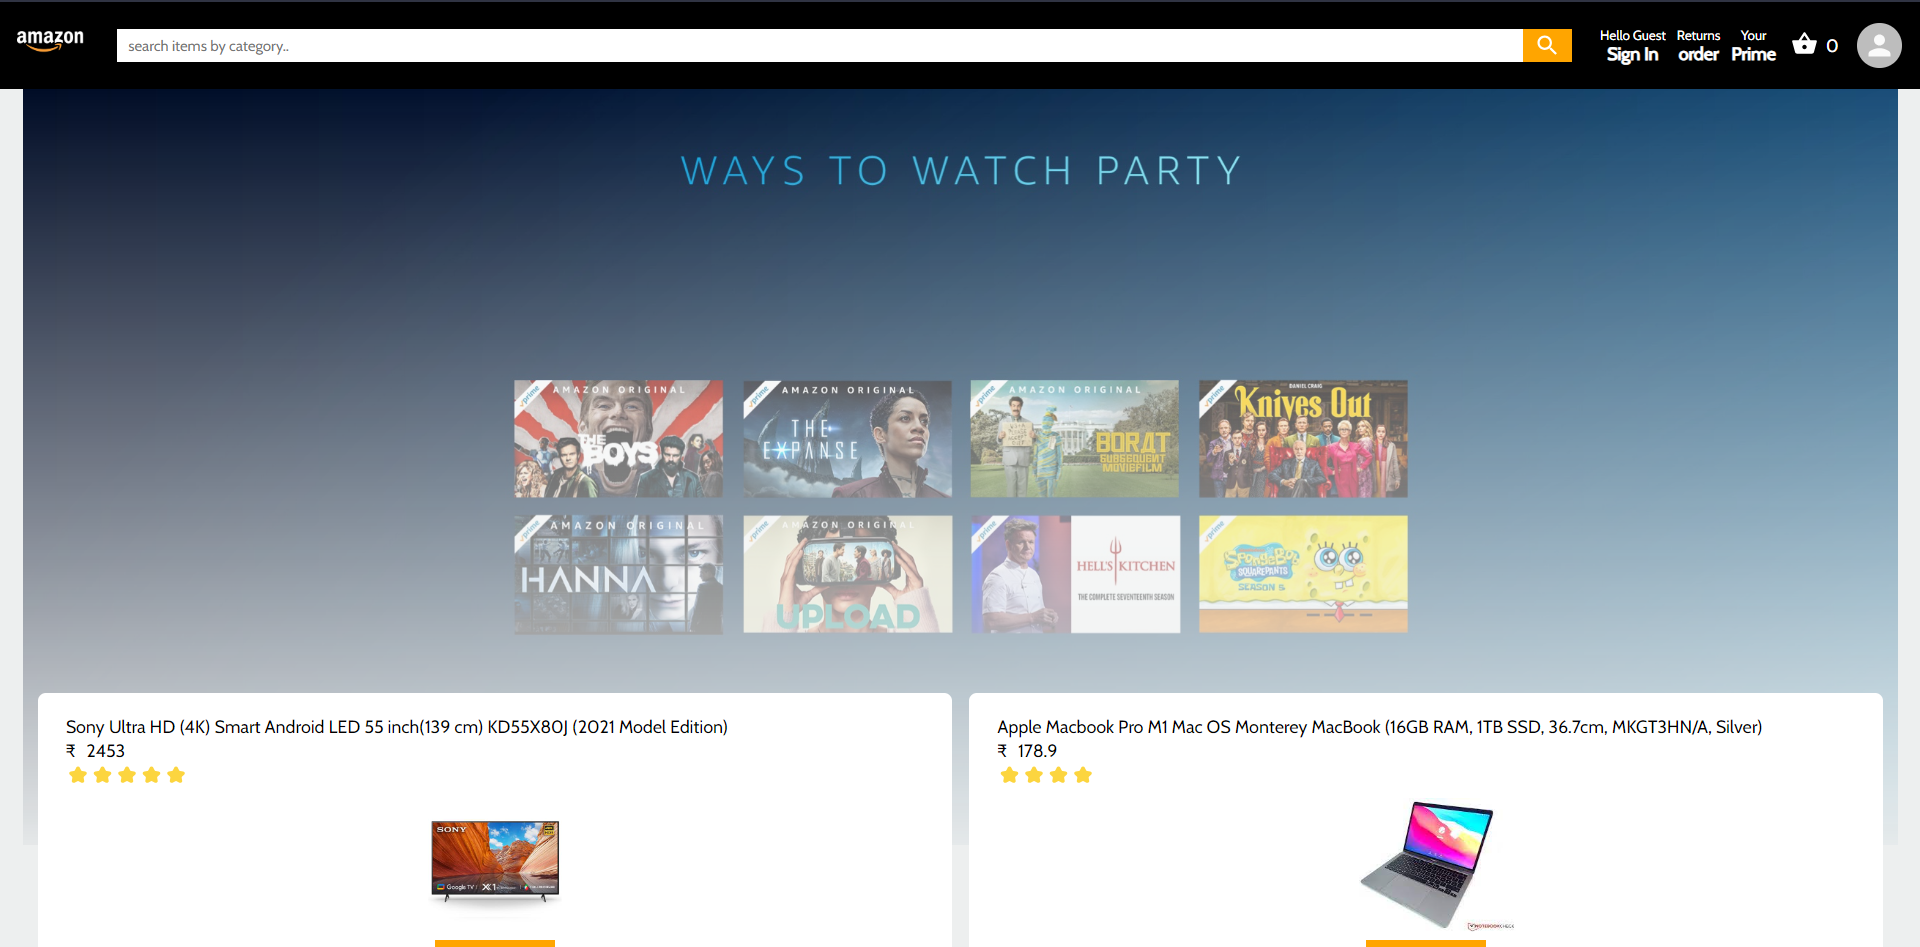 amazon
search items by category..
Hello Guest
Sign In
Returns
order
Your
Prime
0
WAYS TO WATCH PARTY
prime
AMAZON ORIGINAL
THE BOYS
prime
AMAZON ORIGINAL
THE
EXPANSE
prime
AMAZON ORIGINAL
BORAT
SUBSEQUENT
MOVIEFILM
prime
DANIEL CRAIG
Knives Out
prime
AMAZON ORIGINAL
HANNA
prime
AMAZON ORIGINAL
UPLOAD
prime
HELL'S KITCHEN
THE COMPLETE SEVENTEENTH SEASON
prime
SpongeBob
SQUAREPANTS
Sony Ultra HD (4K) Smart Android LED 55 inch(139 cm) KD55X80J (2021 Model Edition)
₹ 2453
SONY
Google TV
X1
Apple Macbook Pro M1 Mac OS Monterey MacBook (16GB RAM, 1TB SSD, 36.7cm, MKGT3HN/A, Silver)
₹ 178.9
NOTEBOOKCHECK